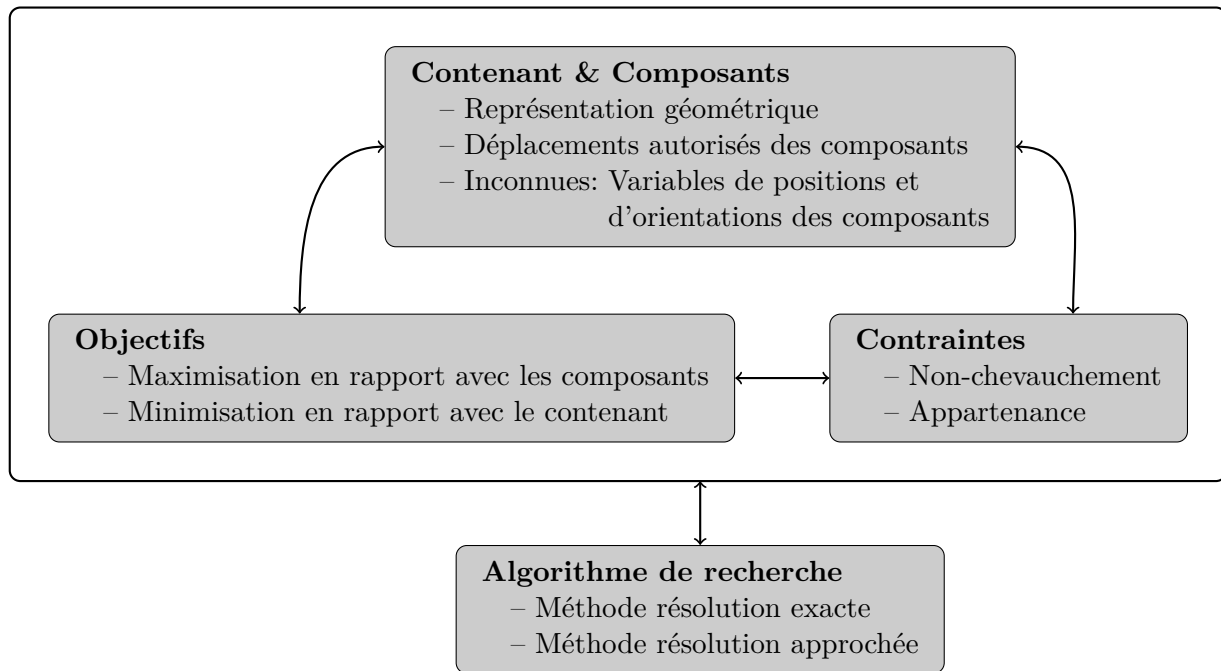 Contenant & Composants
– Représentation géométrique
– Déplacements autorisés des composants
– Inconnues: Variables de positions et
d'orientations des composants
Objectifs
– Maximisation en rapport avec les composants
– Minimisation en rapport avec le contenant
Contraintes
– Non-chevauchement
– Appartenance
Algorithme de recherche
– Méthode résolution exacte
– Méthode résolution approchée